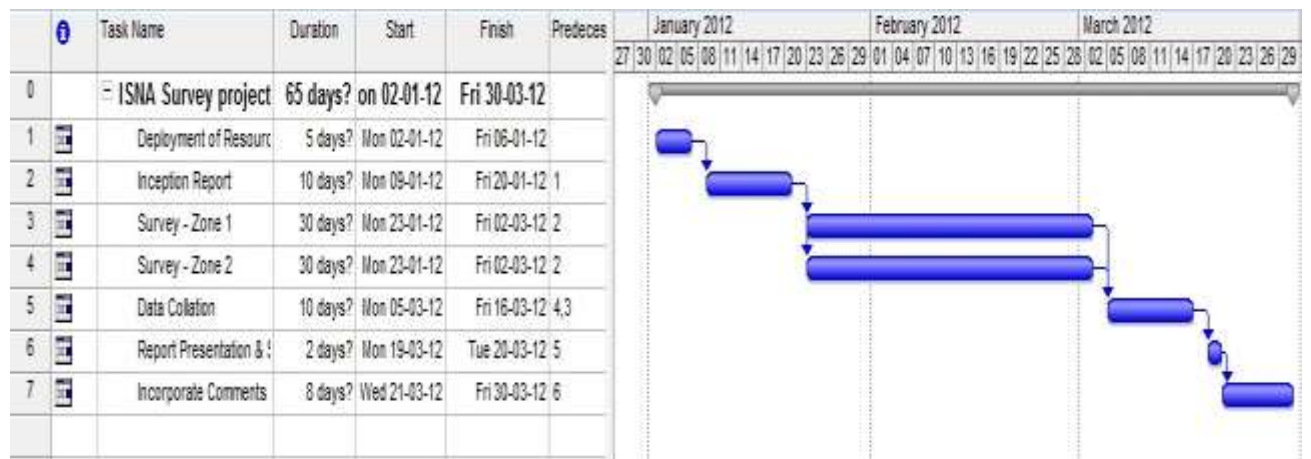 Task Name Duration Start Finish Predeces January 2012 February 2012 March 2012
27 30 02 05 08 11 14 17 20 23 26 29 01 04 07 10 13 16 19 22 25 28 02 05 08 11 14 17 20 23 26 29
0 ISNA Survey project 65 days? on 02-01-12 Fri 30-03-12
1 Deployment of Resourc 5 days? Mon 02-01-12 Fri 06-01-12
2 Inception Report 10 days? Mon 09-01-12 Fri 20-01-12 1
3 Survey - Zone 1 30 days? Mon 23-01-12 Fri 02-03-12 2
4 Survey - Zone 2 30 days? Mon 23-01-12 Fri 02-03-12 2
5 Data Collation 10 days? Mon 05-03-12 Fri 16-03-12 4,3
6 Report Presentation & 2 days? Mon 19-03-12 Tue 20-03-12 5
7 Incorporate Comments 8 days? Wed 21-03-12 Fri 30-03-12 6